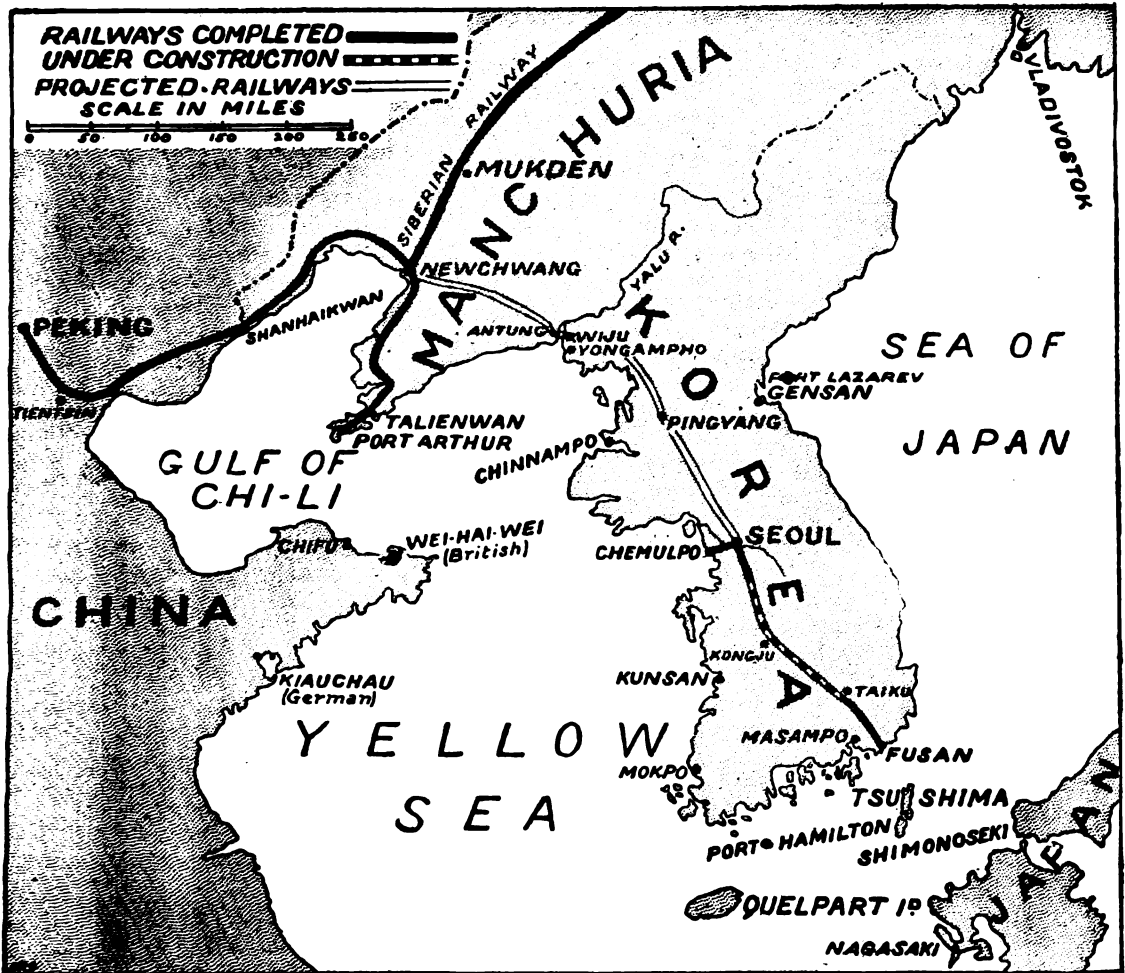 RAILWAYS COMPLETED
UNDER CONSTRUCTION
PROJECTED RAILWAYS
SCALE IN MILES
0 50 100 150 200 250
MANCHURIA
VLADIVOSTOK
SIBERIAN RAILWAY
MUKDEN
YALU R.
NEWCHWANG
SHANHAIKWAN
PEKING
TIENTSIN
ANTUNG
WIJU
YONGAMPHO
KOREA
SEA OF
JAPAN
PORT LAZAREV
GENSAN
PINGYANG
CHINNAMPO
TALIENWAN
PORT ARTHUR
GULF OF
CHI-LI
CHIFU
WEI-HAI-WEI
(British)
CHEMULPO
SEOUL
CHINA
KIAUCHAU
(German)
KONGJU
KUNSAN
TAIKU
MASAMPO
FUSAN
YELLOW
SEA
MOKPO
TSU SHIMA
PORT HAMILTON
SHIMONOSEKI
JAPAN
QUELPART ID
NAGASAKI